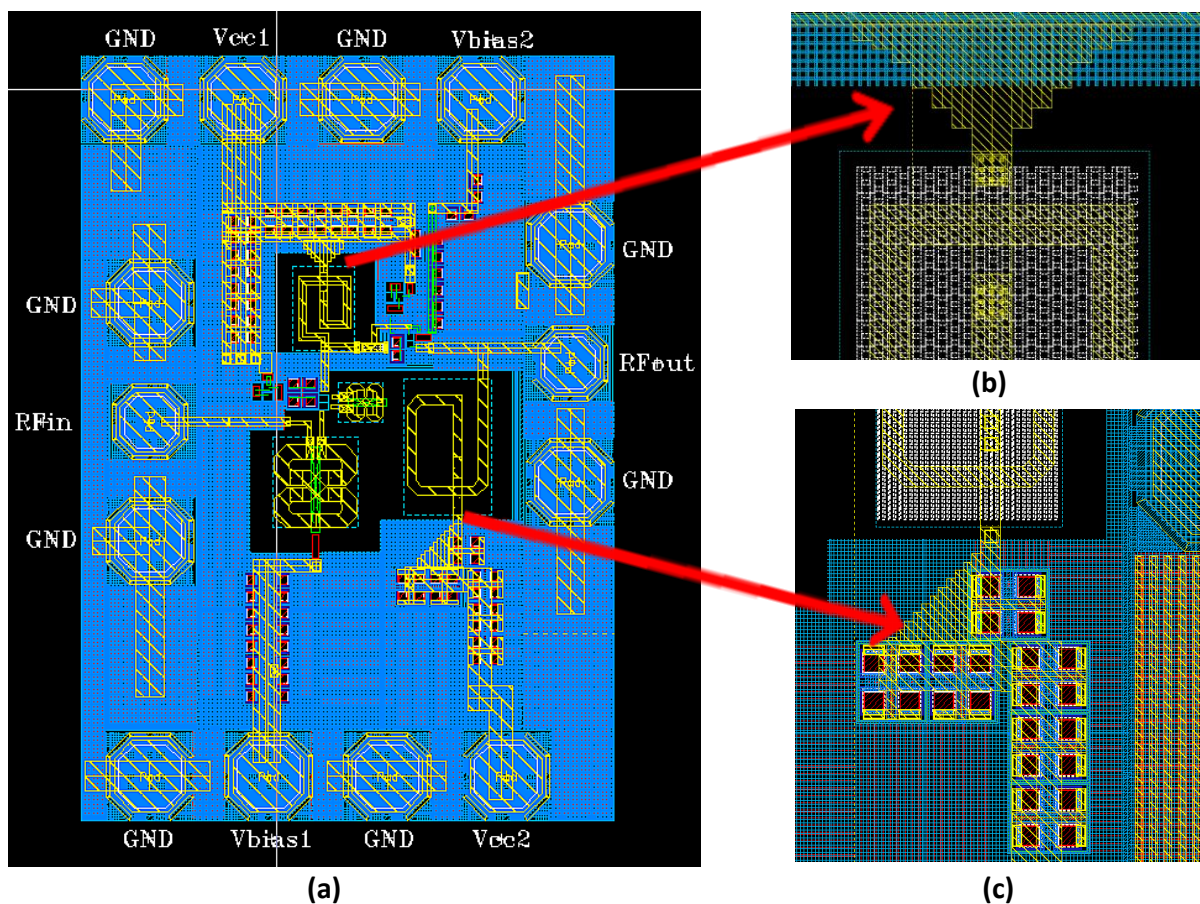 GND Vcc1 GND Vbias2
GND
GND
RFout
RFin
GND
GND
GND Vbias1 GND Vcc2
(a)
(b)
(c)